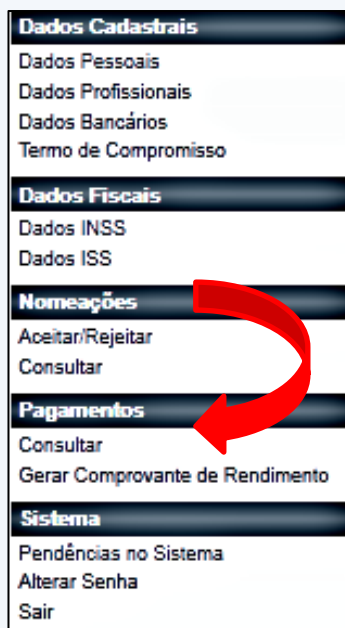 Dados Cadastrais
Dados Pessoais
Dados Profissionais
Dados Bancários
Termo de Compromisso
Dados Fiscais
Dados INSS
Dados ISS
Nomeações
Aceitar/Rejeitar
Consultar
Pagamentos
Consultar
Gerar Comprovante de Rendimento
Sistema
Pendências no Sistema
Alterar Senha
Sair